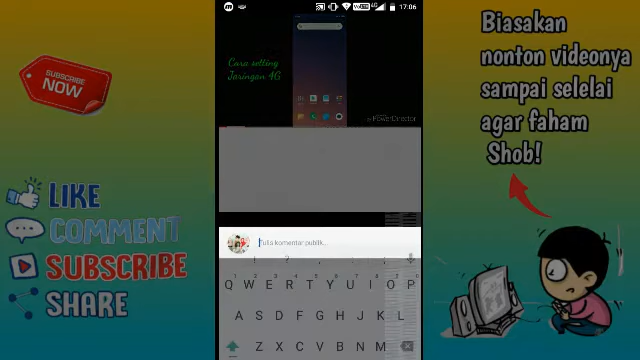 17:06
SUBSCRIBE
NOW
Cara setting
Jaringan 4G
PowerDirector
Biasakan
nonton videonya
sampai selelai
agar faham
Shob!
LIKE
COMMENT
SUBSCRIBE
SHARE
Tulis komentar publik...
Q W E R T Y U I O P
A S D F G H J K L
Z X C V B N M